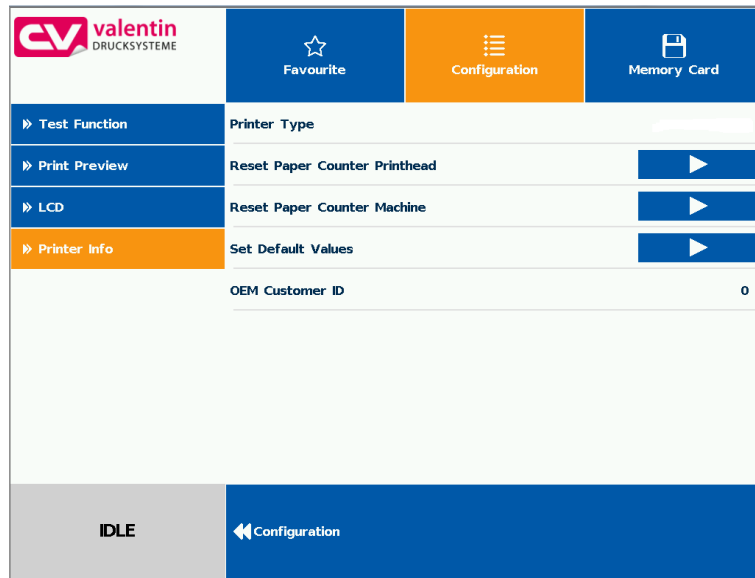 CV valentin
DRUCKSYSTEME
Favourite
Configuration
Memory Card
Test Function
Print Preview
LCD
Printer Info
Printer Type
Reset Paper Counter Printhead
Reset Paper Counter Machine
Set Default Values
OEM Customer ID 0
IDLE
Configuration